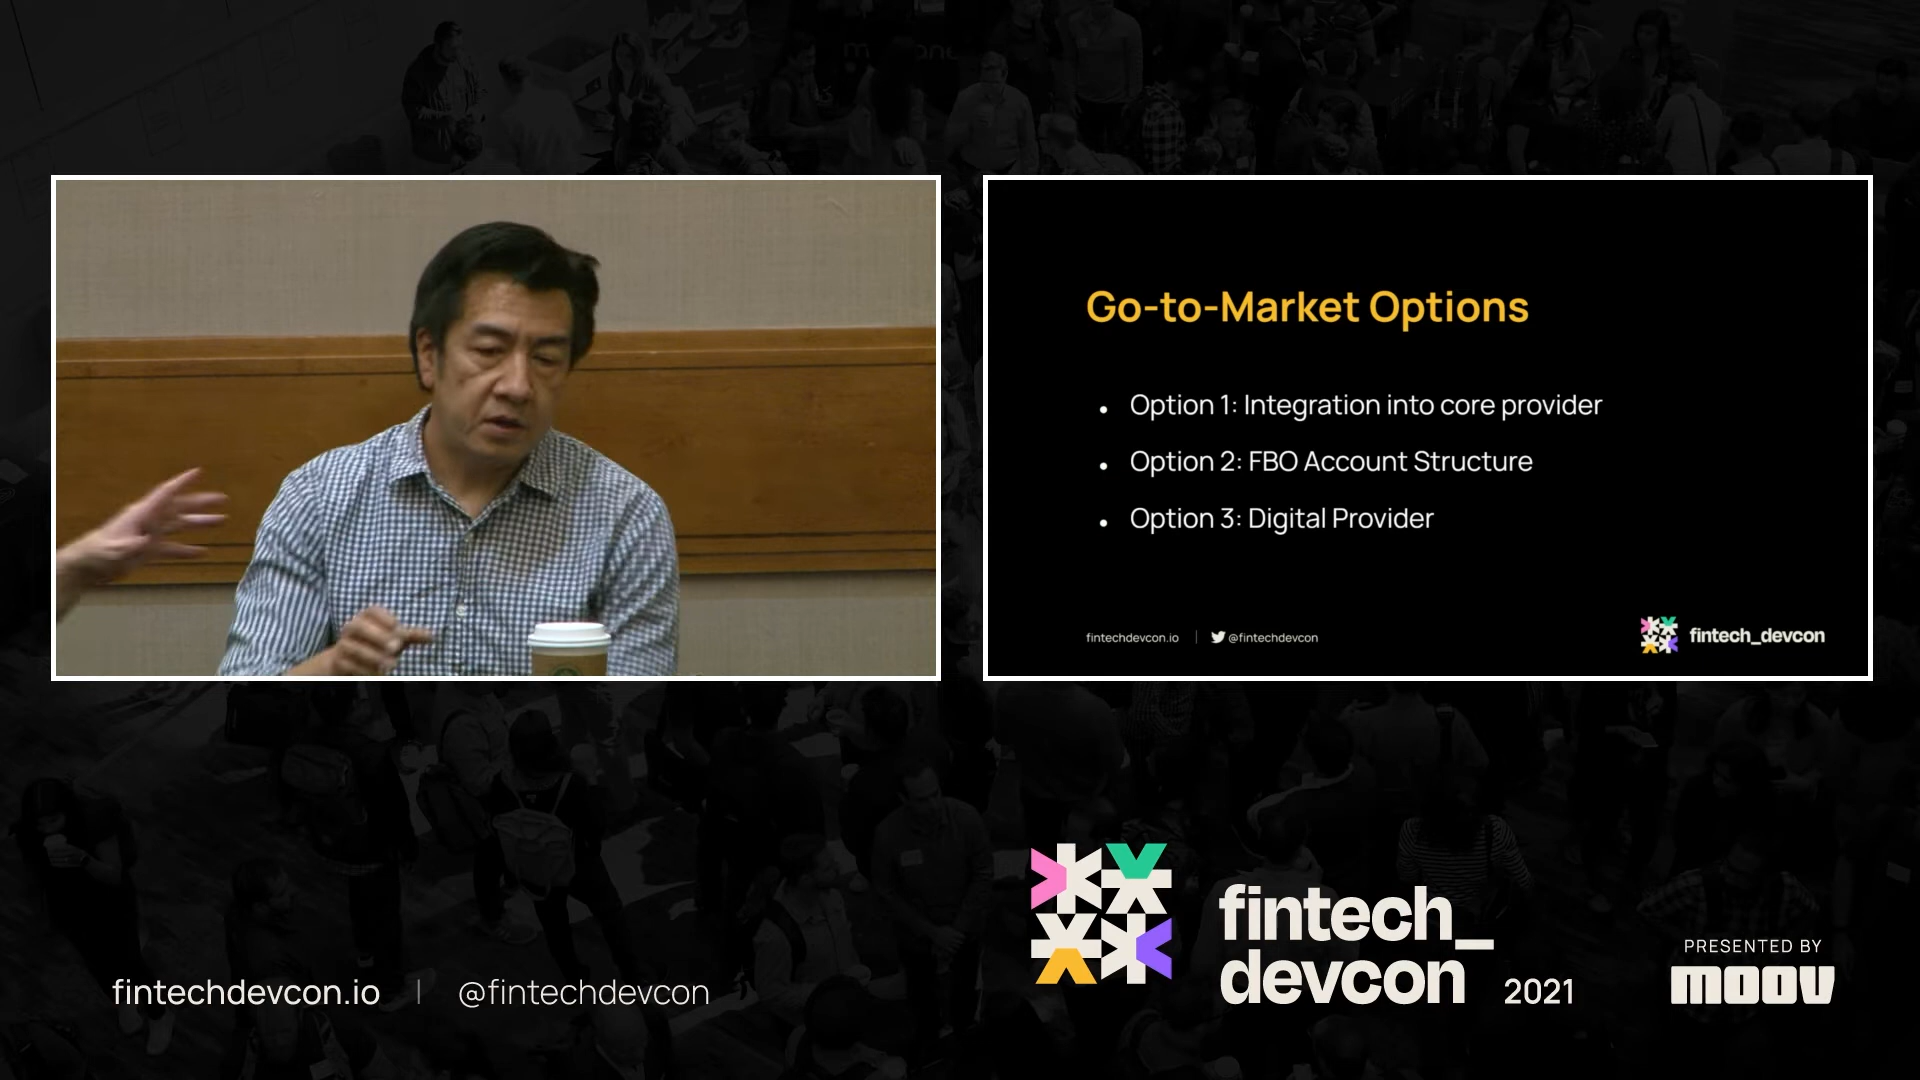 Go-to-Market Options
Option 1: Integration into core provider
Option 2: FBO Account Structure
Option 3: Digital Provider
fintechdevcon.io | @fintechdevcon
fintech_devcon
fintechdevcon.io | @fintechdevcon
fintech_
devcon 2021
PRESENTED BY
moov